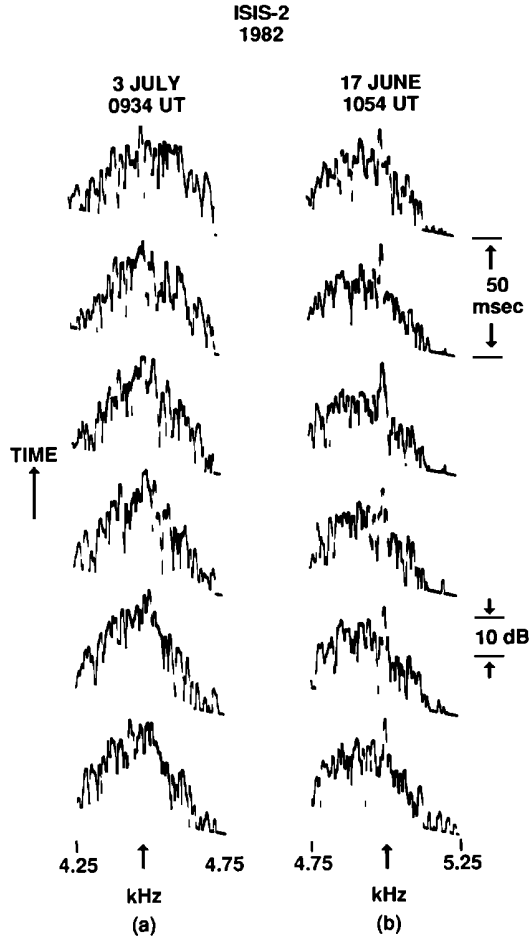 ISIS-2
1982
3 JULY
0934 UT
17 JUNE
1054 UT
50
msec
TIME
10 dB
4.25
4.75
4.75
5.25
kHz
kHz
(a)
(b)